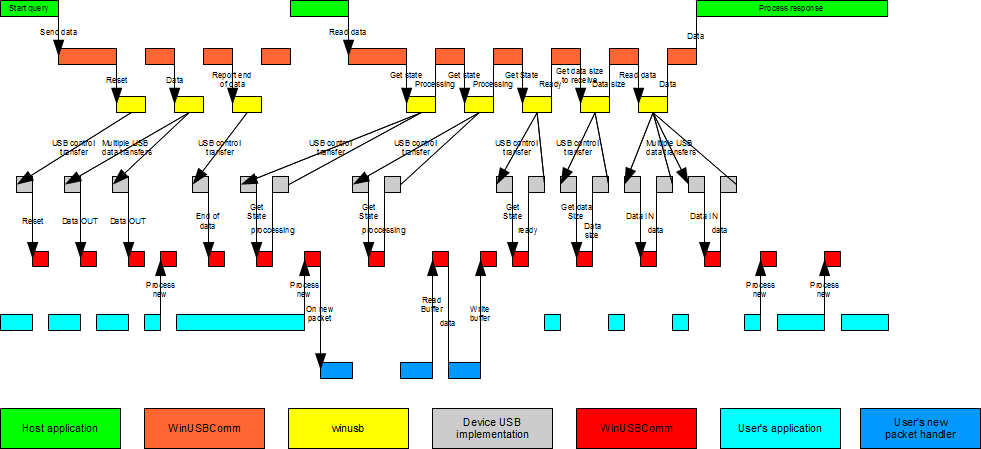 Start query
Process response
Send data
Read data
Data
Reset
Data
Report end
of data
Get state
Processing
Get state
Processing
Get State
Ready
Get data size
to receive
Data size
Read data
Data
USB control
transfer
Multiple USB
data transfers
USB control
transfer
USB control
transfer
USB control
transfer
USB control
transfer
USB control
transfer
Multiple USB
data transfers
Reset
Data OUT
Data OUT
End of
data
Get
State
proccessing
Get
State
proccessing
Get
State
ready
Get data
Size
Data
size
Data IN
data
Data IN
data
Process
new
Process
new
On new
packet
Read
Buffer
data
Write
buffer
Process
new
Process
new
Host application
WinUSBComm
winusb
Device USB
implementation
WinUSBComm
User's application
User's new
packet handler